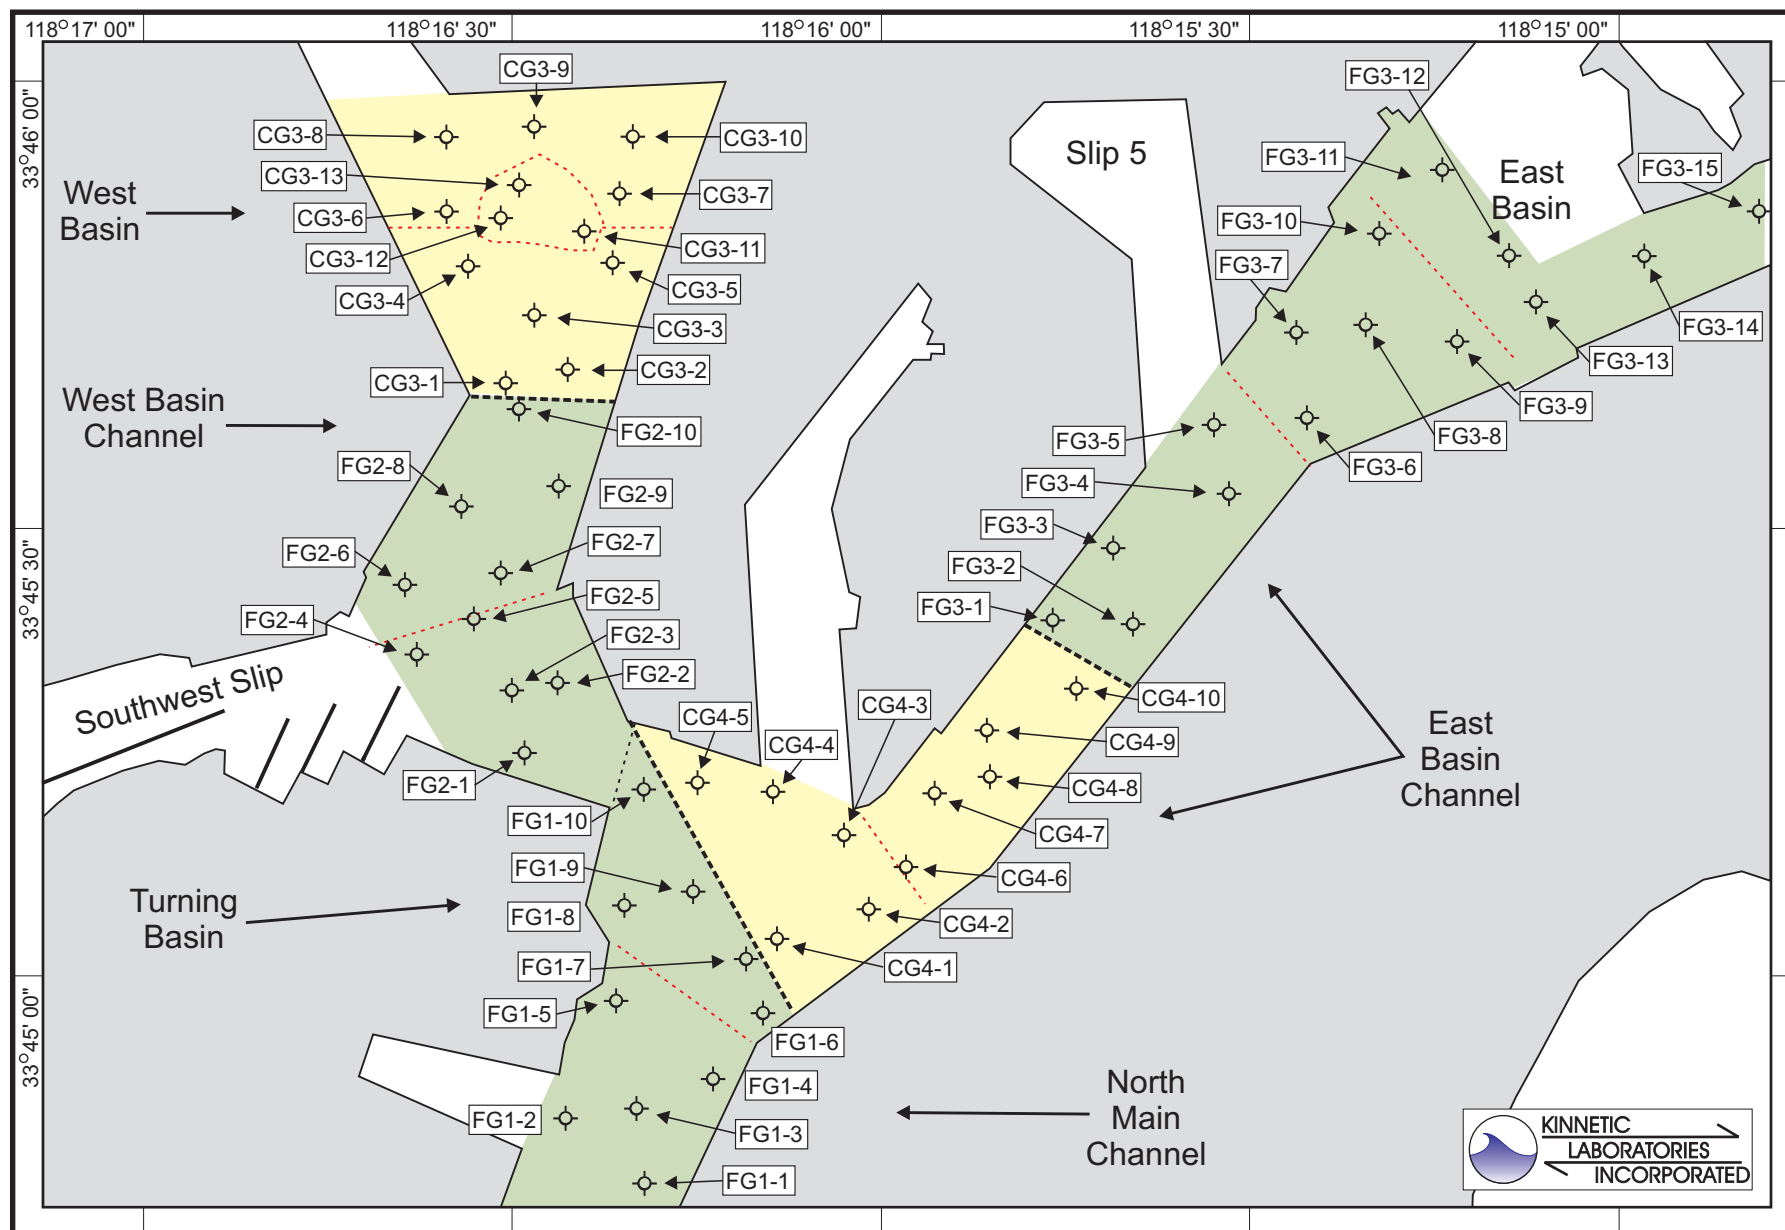 118°17' 00"
118°16' 30"
118°16' 00"
118°15' 30"
118°15' 00"
33°46' 00"
33°45' 30"
33°45' 00"
CG3-9
CG3-8
CG3-10
CG3-13
CG3-7
CG3-6
CG3-11
CG3-12
CG3-5
CG3-4
CG3-3
CG3-2
CG3-1
West
Basin
West Basin
Channel
FG2-10
FG2-8
FG2-9
FG2-7
FG2-6
FG2-5
FG2-4
FG2-3
FG2-2
FG2-1
Southwest Slip
Slip 5
East
Basin
FG3-12
FG3-11
FG3-15
FG3-10
FG3-7
FG3-14
FG3-13
FG3-9
FG3-8
FG3-6
FG3-5
FG3-4
FG3-3
FG3-2
FG3-1
CG4-5
CG4-4
CG4-3
CG4-10
CG4-9
CG4-8
CG4-7
CG4-6
CG4-2
CG4-1
East
Basin
Channel
Turning
Basin
FG1-10
FG1-9
FG1-8
FG1-7
FG1-5
FG1-6
FG1-4
FG1-2
FG1-3
FG1-1
North
Main
Channel
KINNETIC
LABORATORIES
INCORPORATED